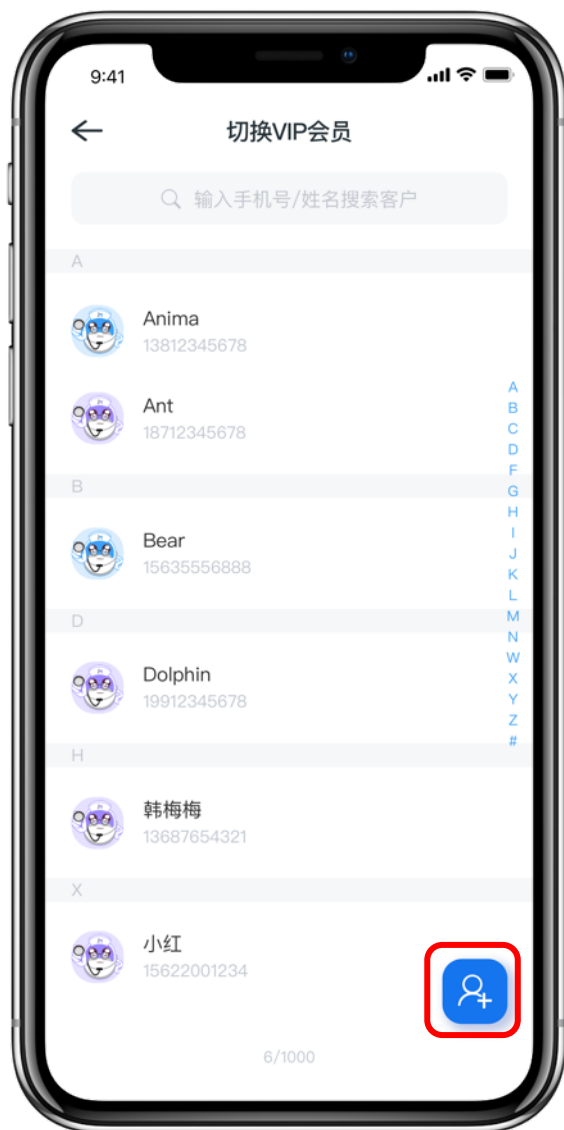 9:41
切换VIP会员
输入手机号/姓名搜索客户
A
Anima
13812345678
Ant
18712345678
B
Bear
15635556888
D
Dolphin
19912345678
H
韩梅梅
13687654321
X
小红
15622001234
6/1000
A
B
C
D
F
G
H
I
J
K
L
M
N
W
X
Y
Z
#